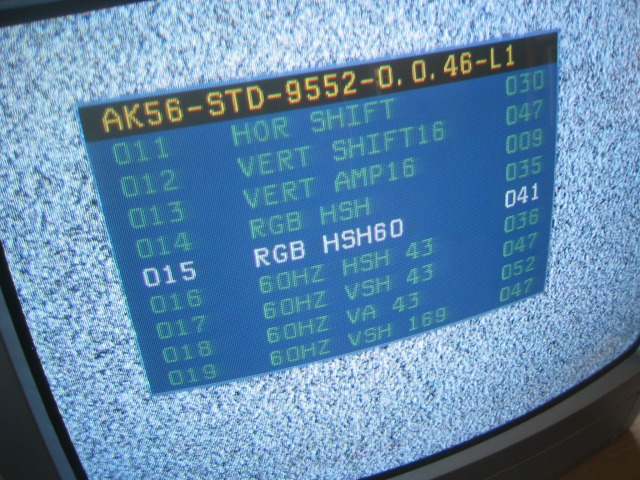 AK56-STD-9552-0.0.46-L1
011 HOR SHIFT 030
012 VERT SHIFT16 047
013 VERT AMP16 009
014 RGB HSH 035
015 RGB HSH60 041
016 60HZ HSH 43 036
017 60HZ VSH 43 047
018 60HZ VA 43 052
019 60HZ VSH 169 047